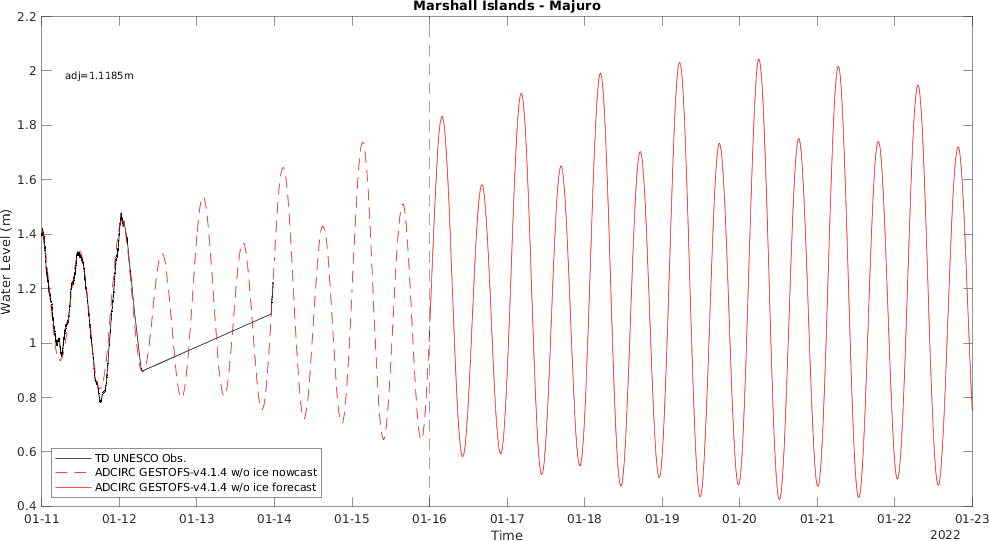 Marshall Islands - Majuro
2.2
2
1.8
1.6
1.4
1.2
1
0.8
0.6
0.4
Water Level (m)
adj=1.1185m
TD UNESCO Obs.
ADCIRC GESTOFS-v4.1.4 w/o ice nowcast
ADCIRC GESTOFS-v4.1.4 w/o ice forecast
01-11 01-12 01-13 01-14 01-15 01-16 01-17 01-18 01-19 01-20 01-21 01-22 01-23
Time
2022